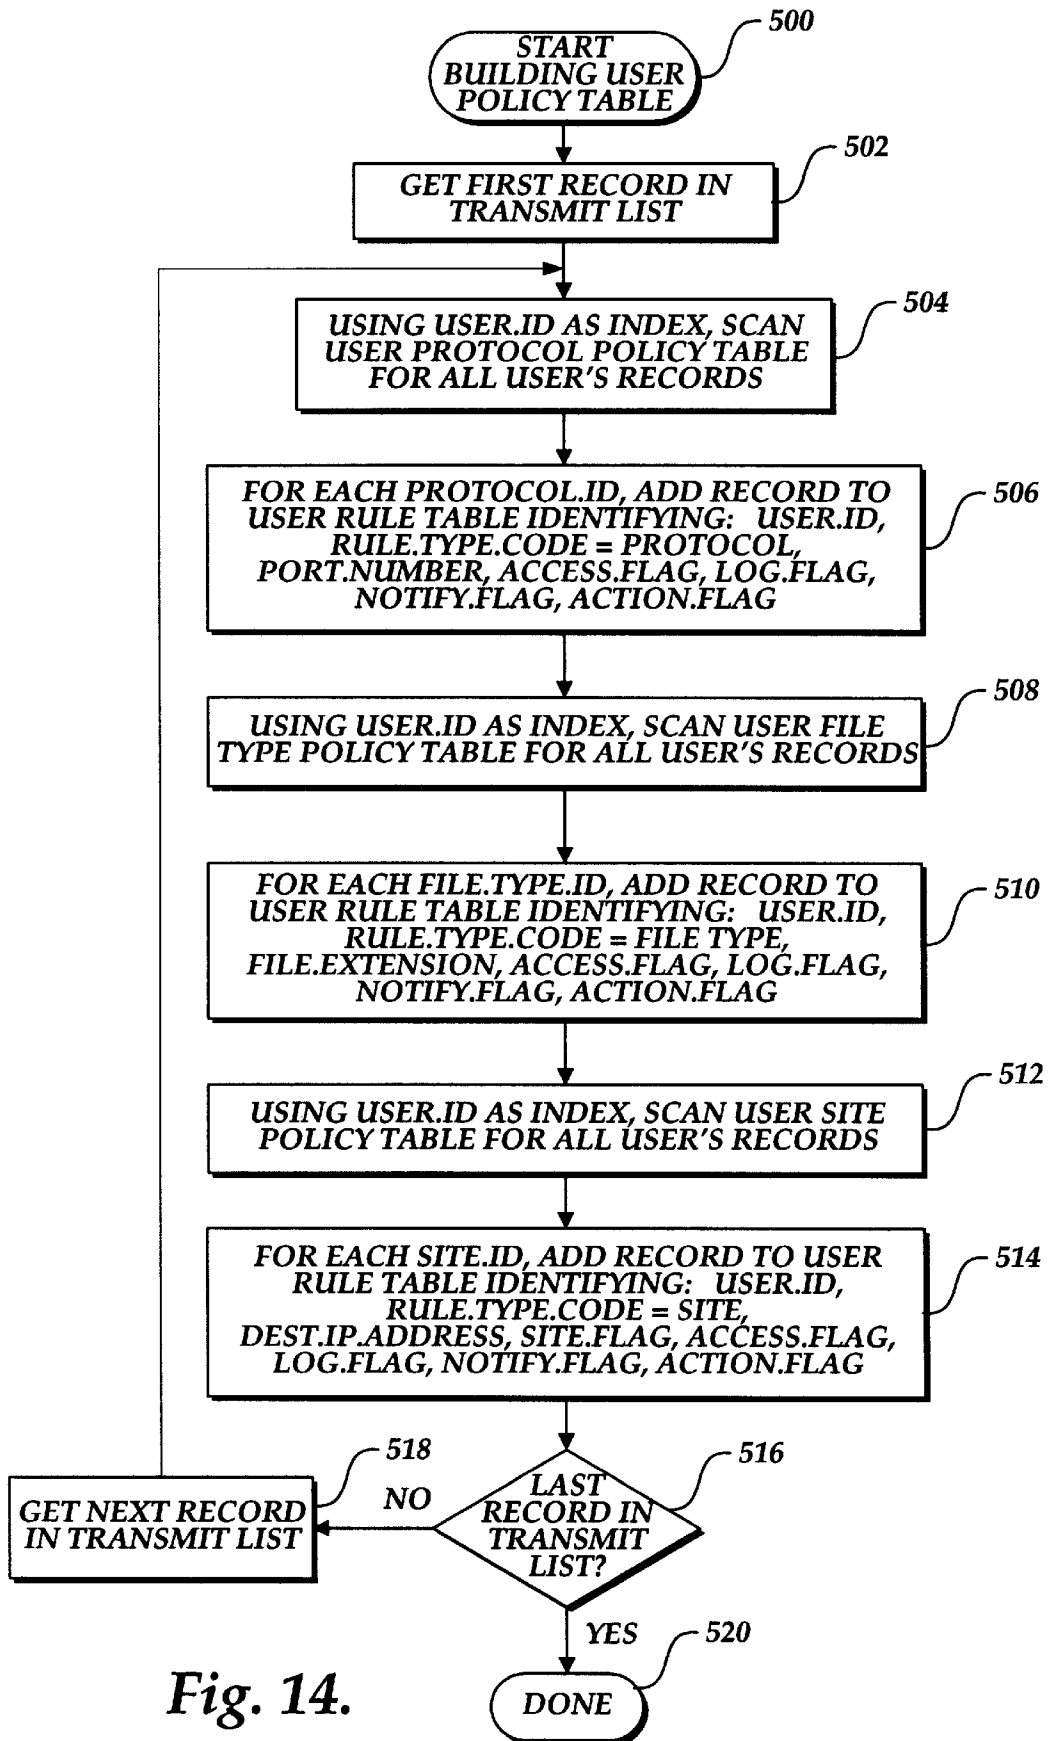 500
START
BUILDING USER
POLICY TABLE
502
GET FIRST RECORD IN
TRANSMIT LIST
504
USING USER.ID AS INDEX, SCAN
USER PROTOCOL POLICY TABLE
FOR ALL USER'S RECORDS
506
FOR EACH PROTOCOL.ID, ADD RECORD TO
USER RULE TABLE IDENTIFYING: USER.ID,
RULE.TYPE.CODE = PROTOCOL,
PORT.NUMBER, ACCESS.FLAG, LOG.FLAG,
NOTIFY.FLAG, ACTION.FLAG
508
USING USER.ID AS INDEX, SCAN USER FILE
TYPE POLICY TABLE FOR ALL USER'S RECORDS
510
FOR EACH FILE.TYPE.ID, ADD RECORD TO
USER RULE TABLE IDENTIFYING: USER.ID,
RULE.TYPE.CODE = FILE TYPE,
FILE.EXTENSION, ACCESS.FLAG, LOG.FLAG,
NOTIFY.FLAG, ACTION.FLAG
512
USING USER.ID AS INDEX, SCAN USER SITE
POLICY TABLE FOR ALL USER'S RECORDS
514
FOR EACH SITE.ID, ADD RECORD TO USER
RULE TABLE IDENTIFYING: USER.ID,
RULE.TYPE.CODE = SITE,
DEST.IP.ADDRESS, SITE.FLAG, ACCESS.FLAG,
LOG.FLAG, NOTIFY.FLAG, ACTION.FLAG
516
LAST
RECORD IN
TRANSMIT
LIST?
NO
518
GET NEXT RECORD
IN TRANSMIT LIST
YES
520
DONE
Fig. 14.